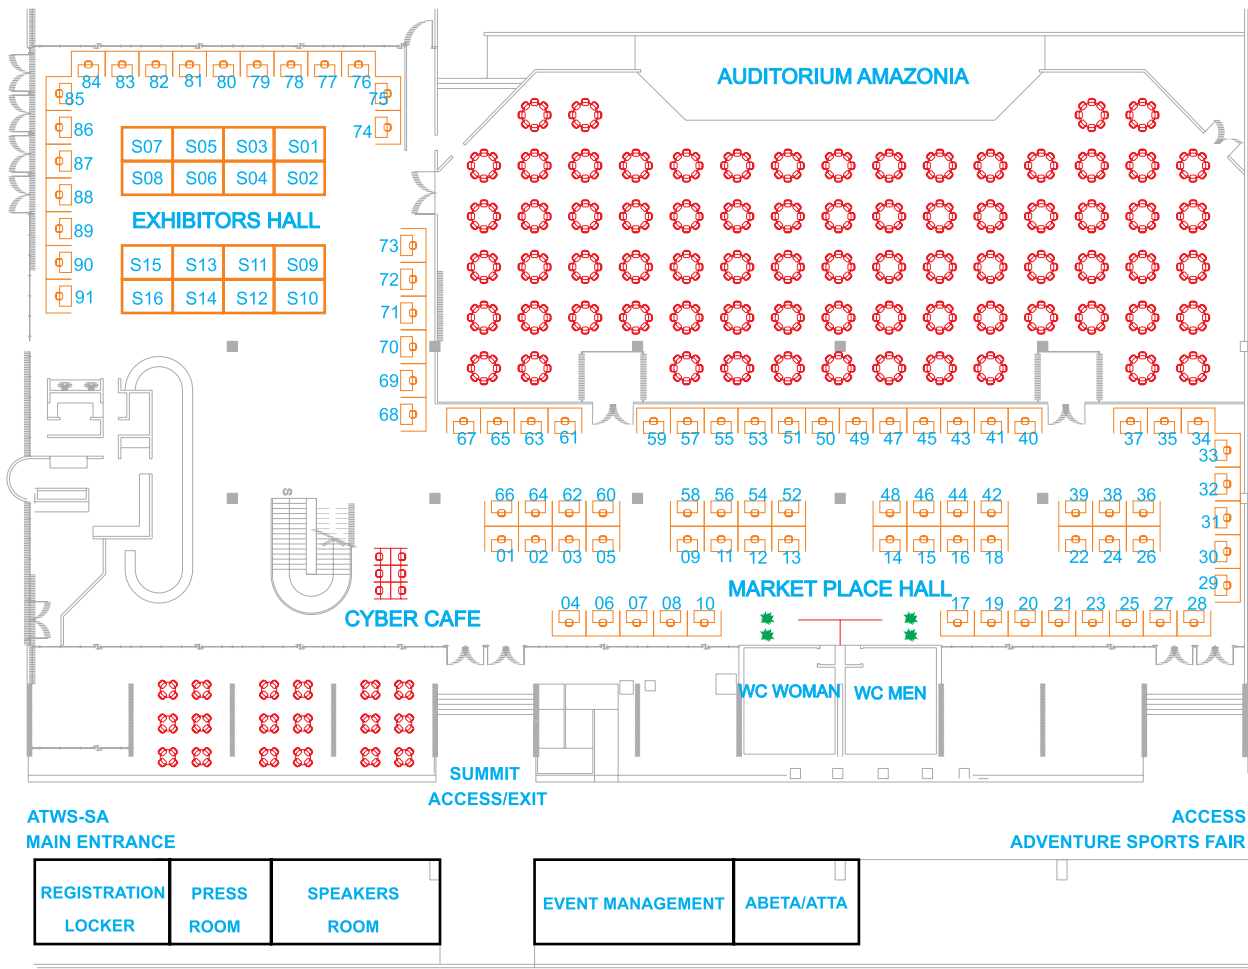 AUDITORIUM AMAZONIA
84 83 82 81 80 79 78 77 76
85 75
86 74
87
88
89
90
91
S07 S05 S03 S01
S08 S06 S04 S02
EXHIBITORS HALL
S15 S13 S11 S09
S16 S14 S12 S10
73
72
71
70
69
68
67 65 63 61 59 57 55 53 51 50 49 47 45 43 41 40 37 35 34
33
32
31
30
29
66 64 62 60 58 56 54 52 48 46 44 42 39 38 36
01 02 03 05 09 11 12 13 14 15 16 18 22 24 26
S
MARKET PLACE HALL
CYBER CAFE
04 06 07 08 10 17 19 20 21 23 25 27 28
WC WOMAN WC MEN
SUMMIT
ACCESS/EXIT
ATWS-SA
MAIN ENTRANCE
ACCESS
ADVENTURE SPORTS FAIR
REGISTRATION
LOCKER
PRESS
ROOM
SPEAKERS
ROOM
EVENT MANAGEMENT
ABETA/ATTA